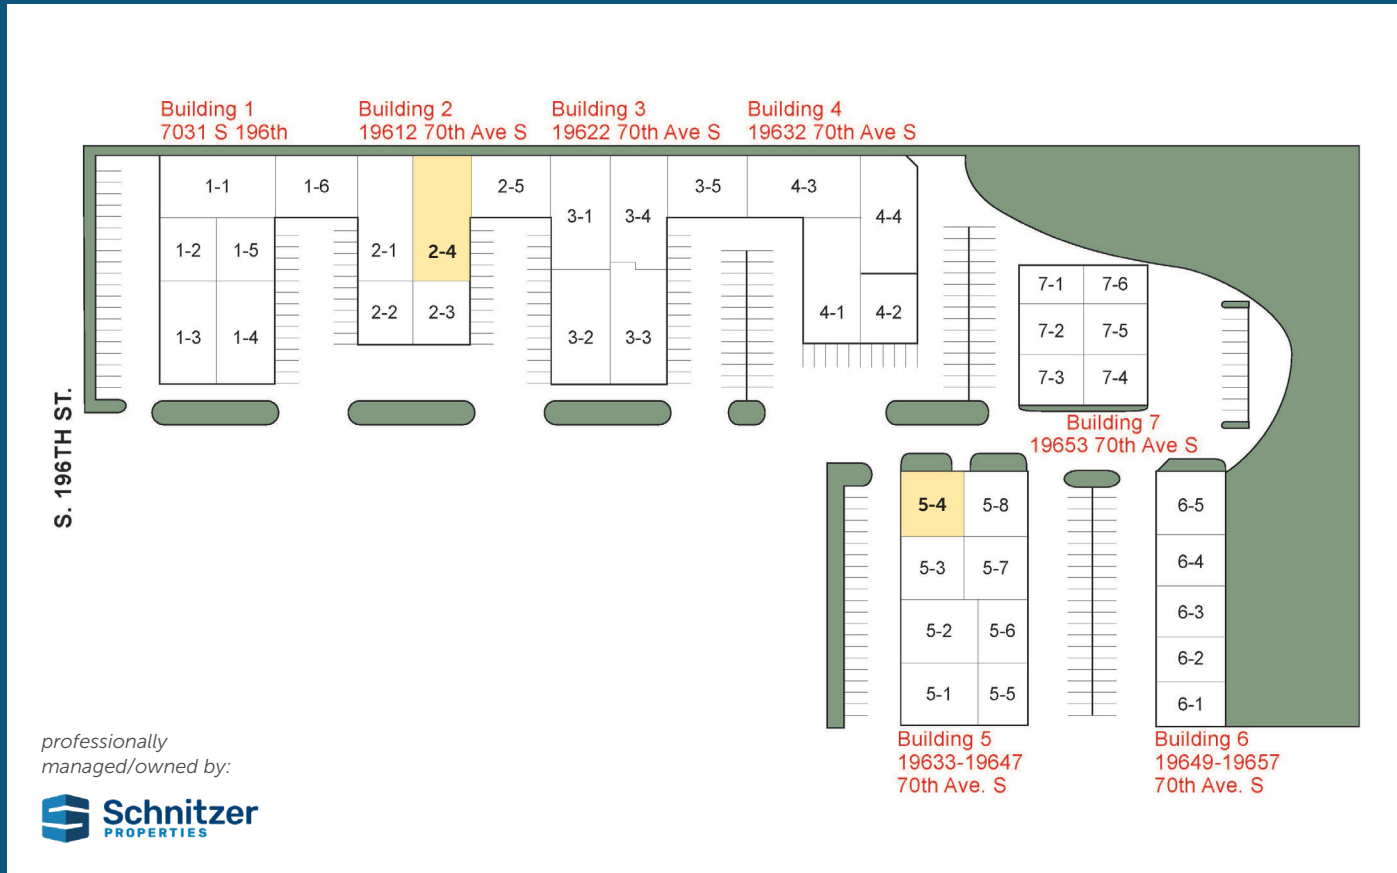 Building 1
7031 S 196th
Building 2
19612 70th Ave S
Building 3
19622 70th Ave S
Building 4
19632 70th Ave S
1-1
1-6
2-5
3-5
4-3
3-1
3-4
4-4
1-2
1-5
2-1
2-4
1-3
1-4
2-2
2-3
3-2
3-3
4-1
4-2
7-1
7-6
7-2
7-5
7-3
7-4
Building 7
19653 70th Ave S
S. 196TH ST.
5-4
5-8
5-3
5-7
5-2
5-6
5-1
5-5
6-5
6-4
6-3
6-2
6-1
Building 5
19633-19647
70th Ave. S
Building 6
19649-19657
70th Ave. S
professionally
managed/owned by:
Schnitzer
PROPERTIES